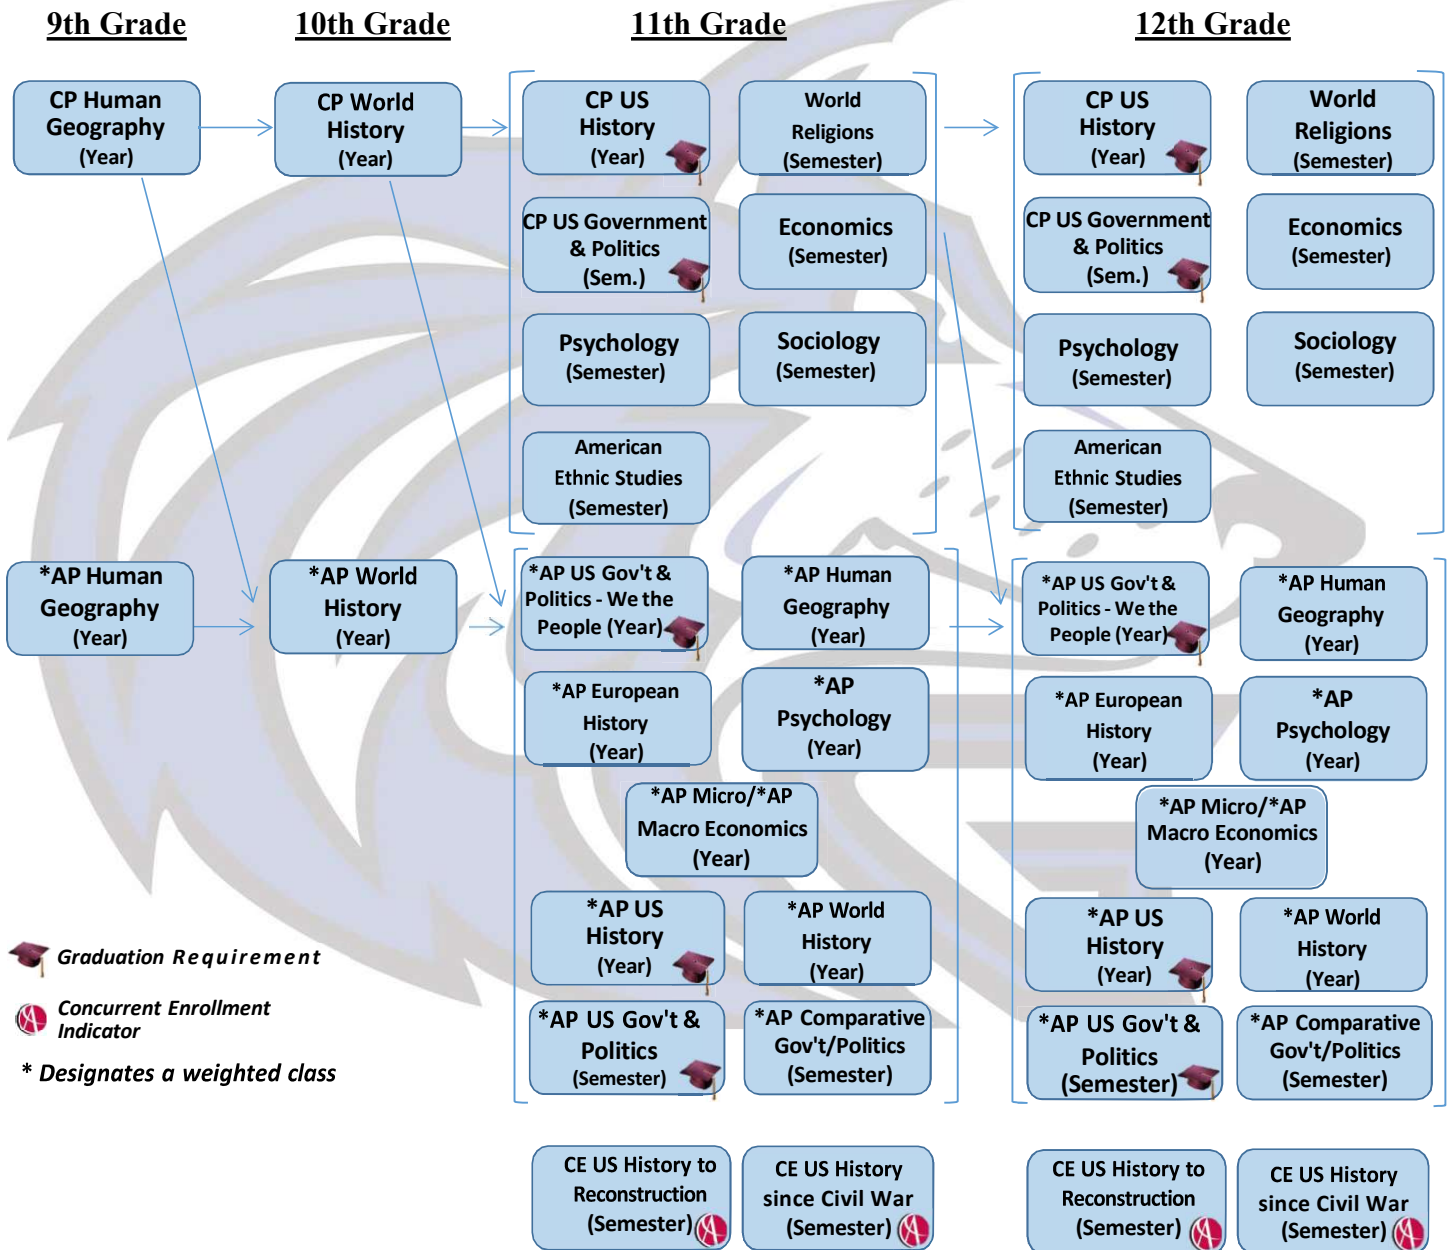 9th Grade
10th Grade
11th Grade
12th Grade
CP Human
Geography
(Year)
CP World
History
(Year)
CP US
History
(Year)
World
Religions
(Semester)
CP US
History
(Year)
World
Religions
(Semester)
CP US Government
& Politics
(Sem.)
Economics
(Semester)
CP US Government
& Politics
(Sem.)
Economics
(Semester)
Psychology
(Semester)
Sociology
(Semester)
Psychology
(Semester)
Sociology
(Semester)
American
Ethnic Studies
(Semester)
American
Ethnic Studies
(Semester)
*AP Human
Geography
(Year)
*AP World
History
(Year)
*AP US Gov't &
Politics - We the
People (Year)
*AP Human
Geography
(Year)
*AP US Gov't &
Politics - We the
People (Year)
*AP Human
Geography
(Year)
*AP European
History
(Year)
*AP
Psychology
(Year)
*AP European
History
(Year)
*AP
Psychology
(Year)
*AP Micro/*AP
Macro Economics
(Year)
*AP Micro/*AP
Macro Economics
(Year)
*AP US
History
(Year)
*AP World
History
(Year)
*AP US
History
(Year)
*AP World
History
(Year)
Graduation Requirement
Concurrent Enrollment
Indicator
* Designates a weighted class
*AP US Gov't &
Politics
(Semester)
*AP Comparative
Gov't/Politics
(Semester)
*AP US Gov't &
Politics
(Semester)
*AP Comparative
Gov't/Politics
(Semester)
CE US History to
Reconstruction
(Semester)
CE US History
since Civil War
(Semester)
CE US History to
Reconstruction
(Semester)
CE US History
since Civil War
(Semester)